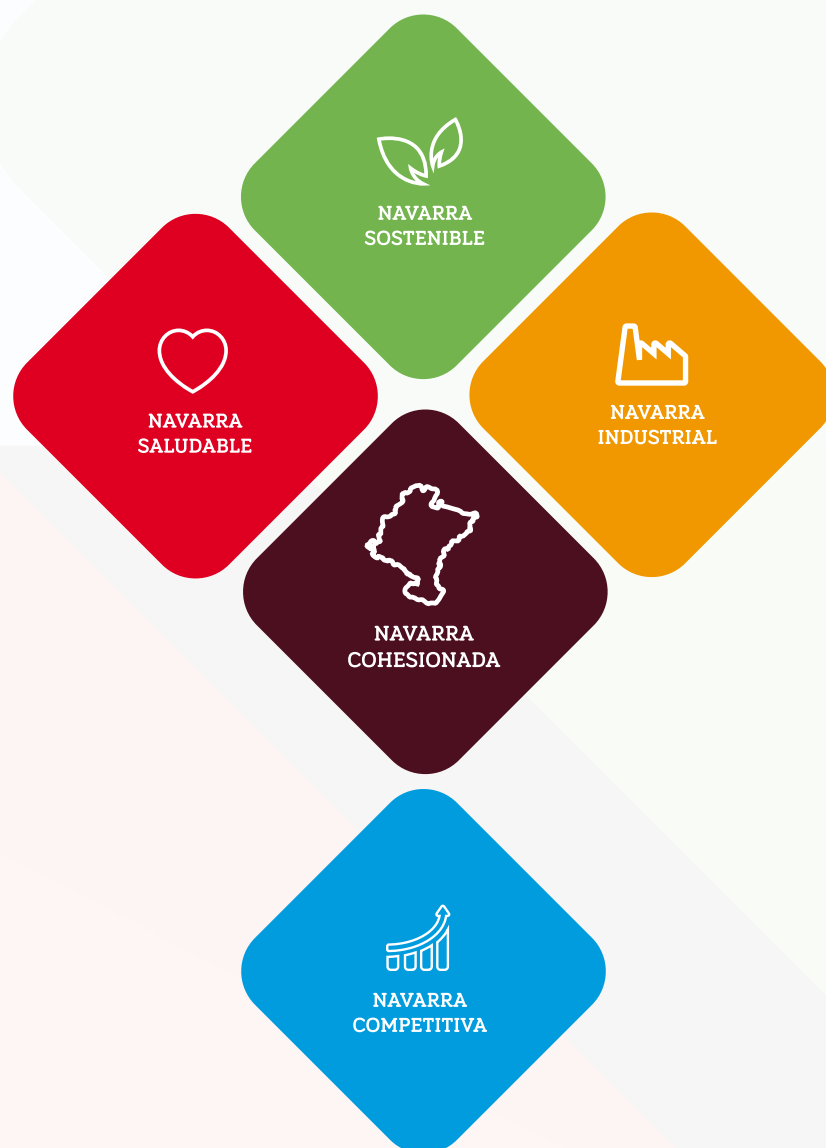 NAVARRA
SOSTENIBLE
NAVARRA
SALUDABLE
NAVARRA
INDUSTRIAL
NAVARRA
COHESIONADA
NAVARRA
COMPETITIVA